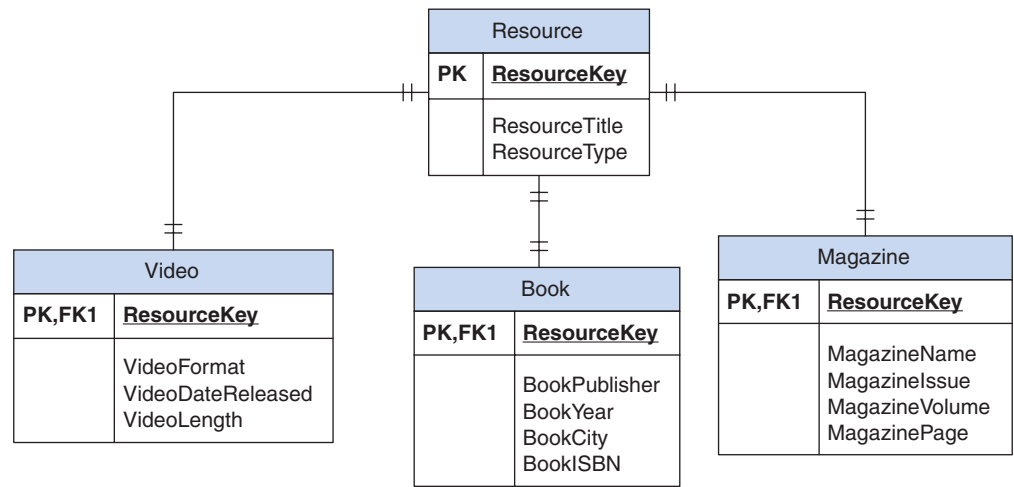 Resource
PK ResourceKey
ResourceTitle
ResourceType
Video
PK,FK1 ResourceKey
VideoFormat
VideoDateReleased
VideoLength
Book
PK,FK1 ResourceKey
BookPublisher
BookYear
BookCity
BookISBN
Magazine
PK,FK1 ResourceKey
MagazineName
MagazineIssue
MagazineVolume
MagazinePage